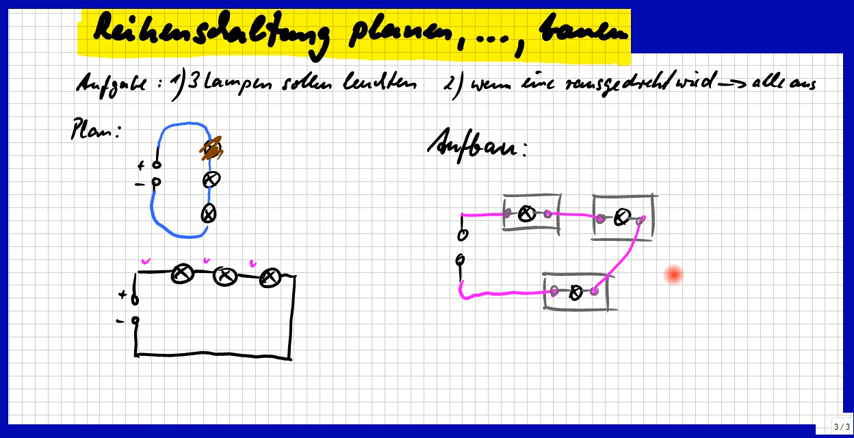 Reihenschaltung planen, ..., bauen
Aufgabe: 1) 3 Lampen sollen leuchten 2) wenn eine rausgedreht wird → alle aus
Plan:
Aufbau:
+
-
+
-
3/3